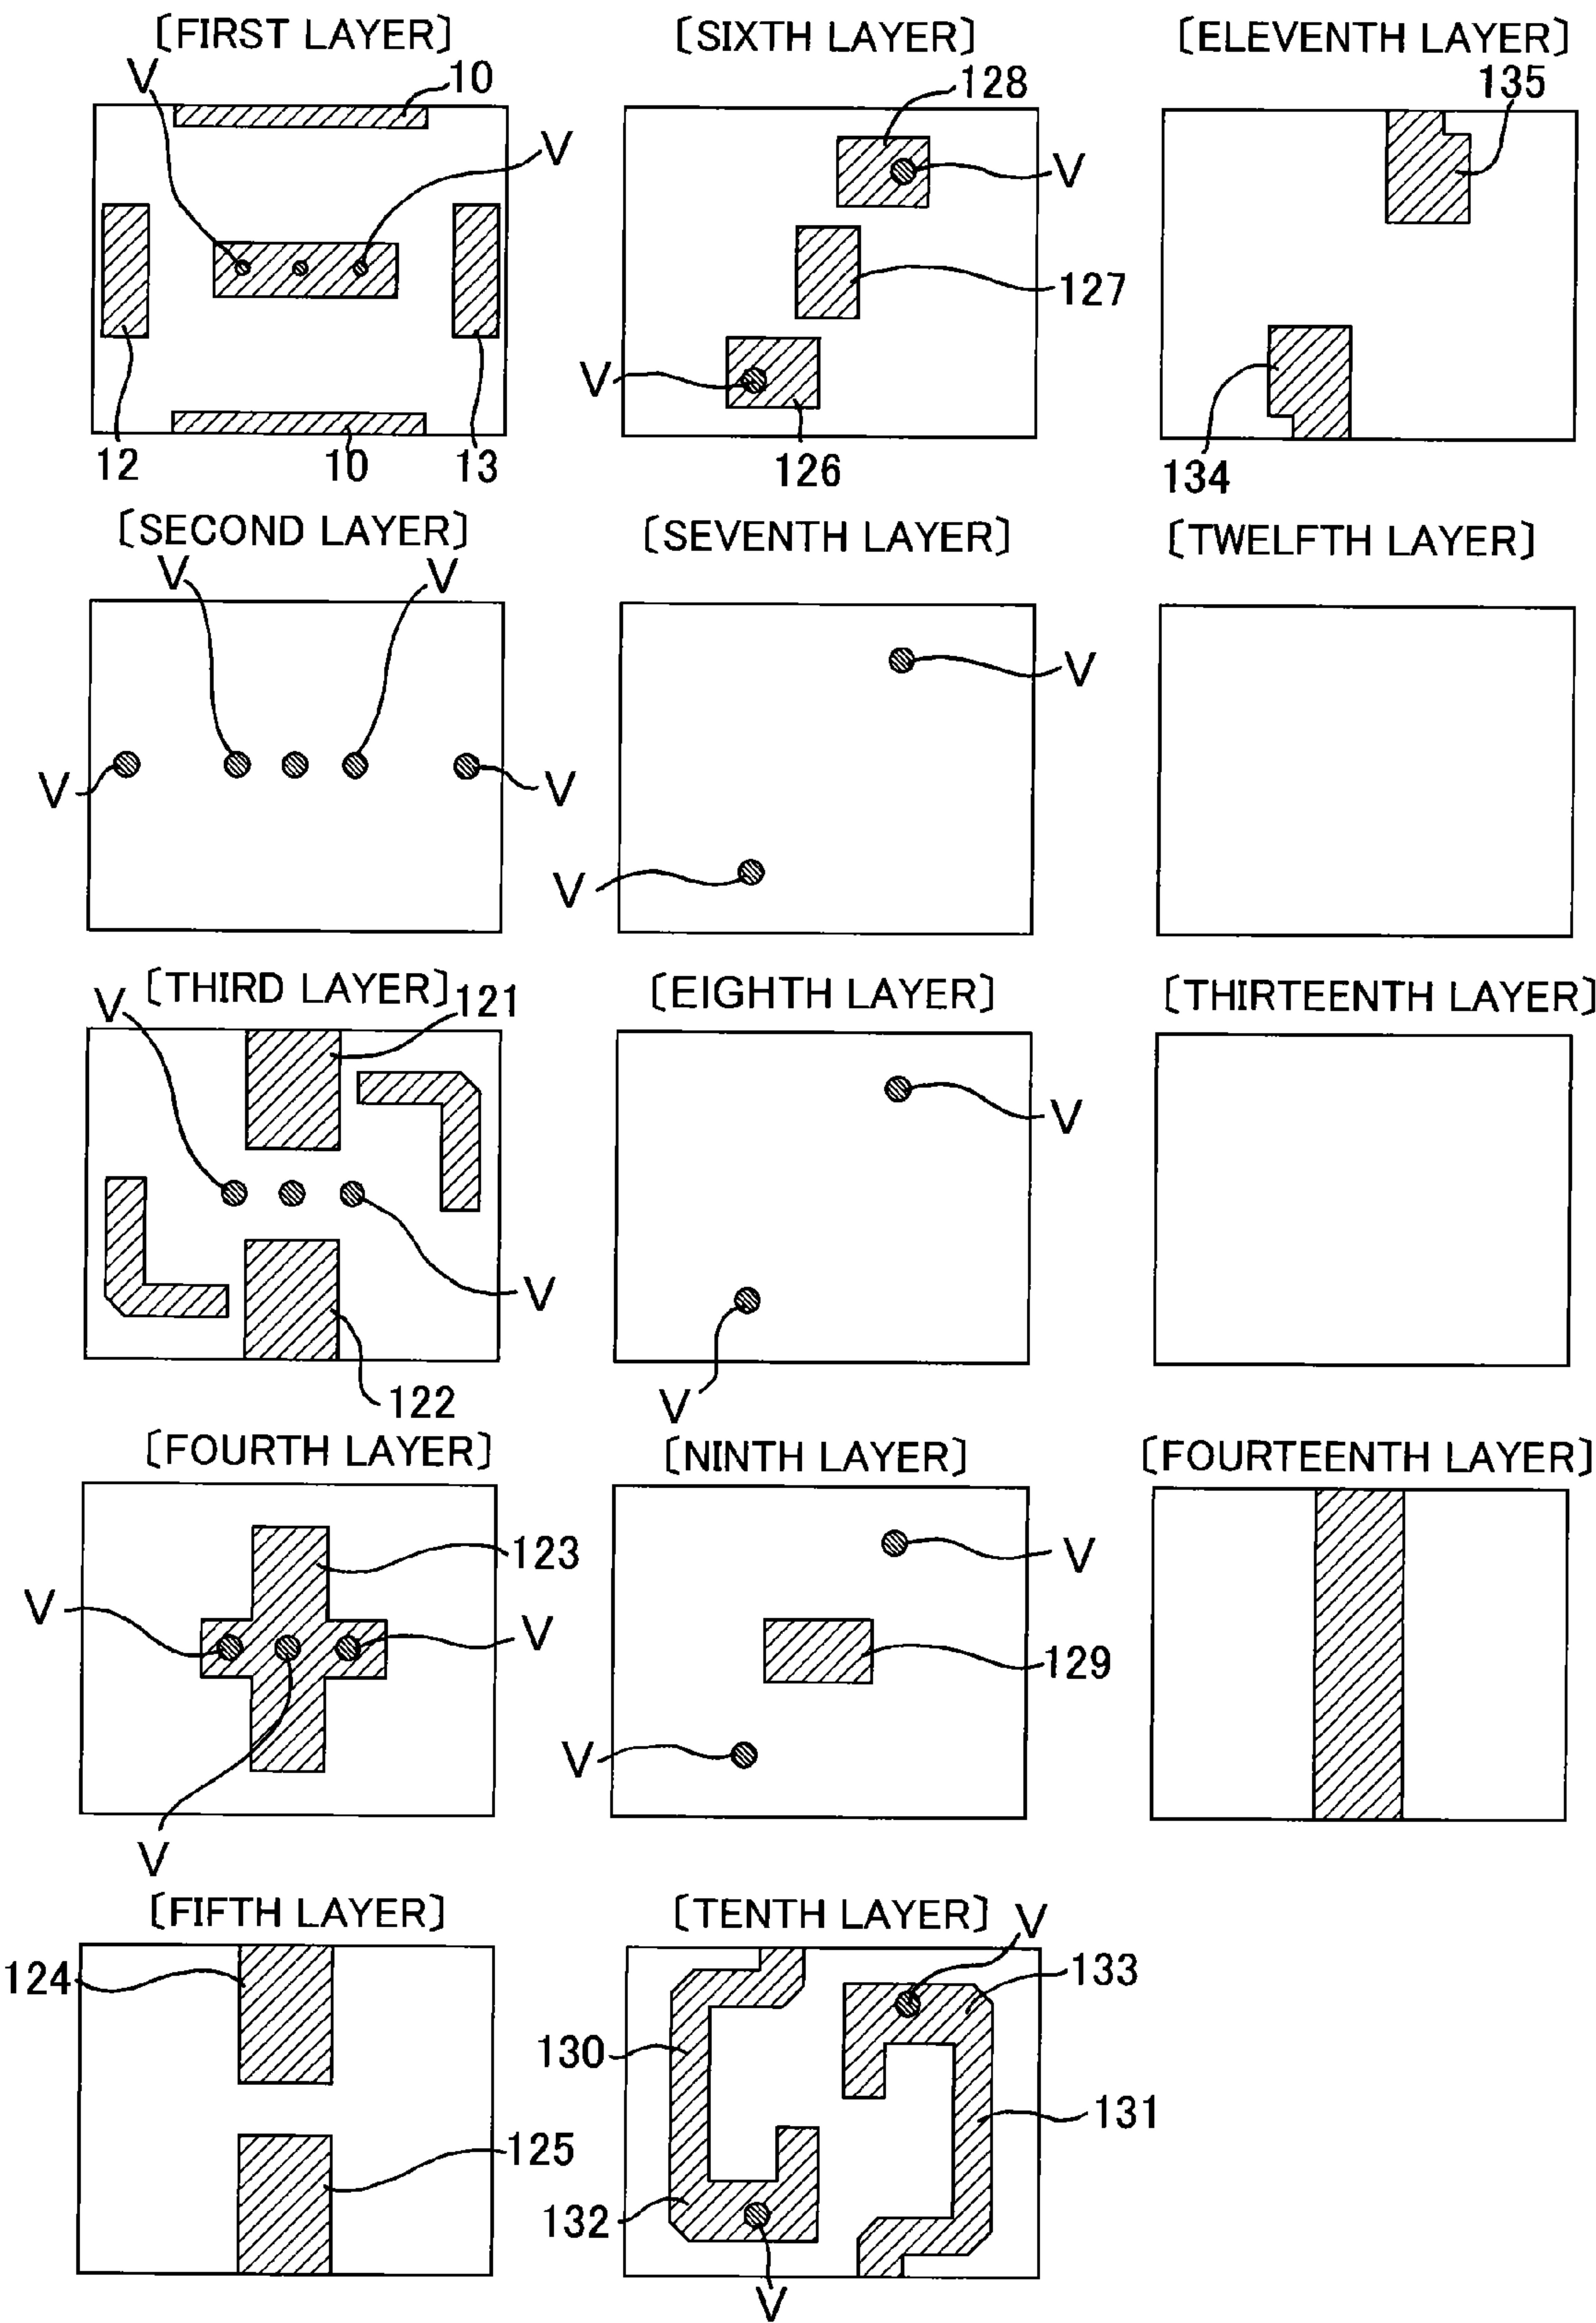 〔FIRST LAYER〕
V
10
V
12
10
13
〔SECOND LAYER〕
V
V
V
V
〔THIRD LAYER〕
V
121
V
122
〔FOURTH LAYER〕
123
V
V
V
〔FIFTH LAYER〕
124
125
〔SIXTH LAYER〕
128
V
127
V
126
〔SEVENTH LAYER〕
V
V
〔EIGHTH LAYER〕
V
V
〔NINTH LAYER〕
V
129
V
〔TENTH LAYER〕
V
133
130
131
132
V
〔ELEVENTH LAYER〕
135
134
〔TWELFTH LAYER〕
〔THIRTEENTH LAYER〕
〔FOURTEENTH LAYER〕